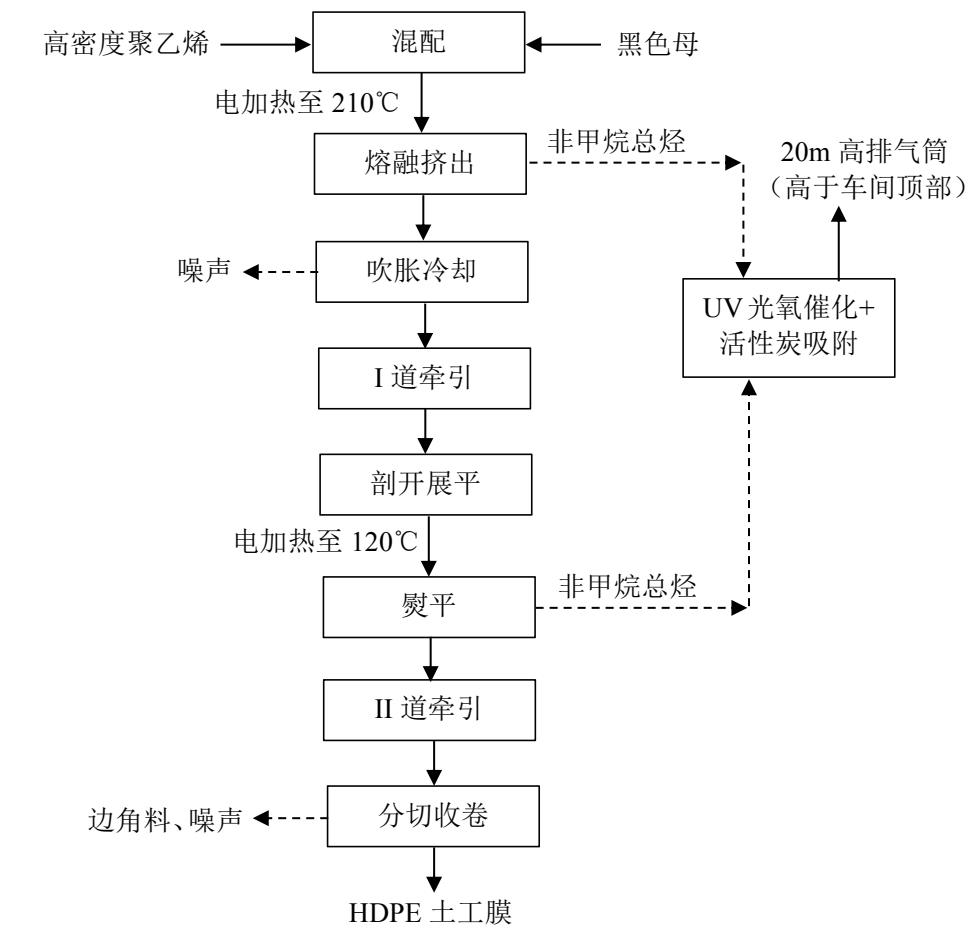 高密度聚乙烯
混配
黑色母
电加热至 210℃
熔融挤出
非甲烷总烃
20m 高排气筒
（高于车间顶部）
噪声
吹胀冷却
UV 光氧催化+
活性炭吸附
I 道牵引
剖开展平
电加热至 120℃
熨平
非甲烷总烃
II 道牵引
边角料、噪声
分切收卷
HDPE 土工膜